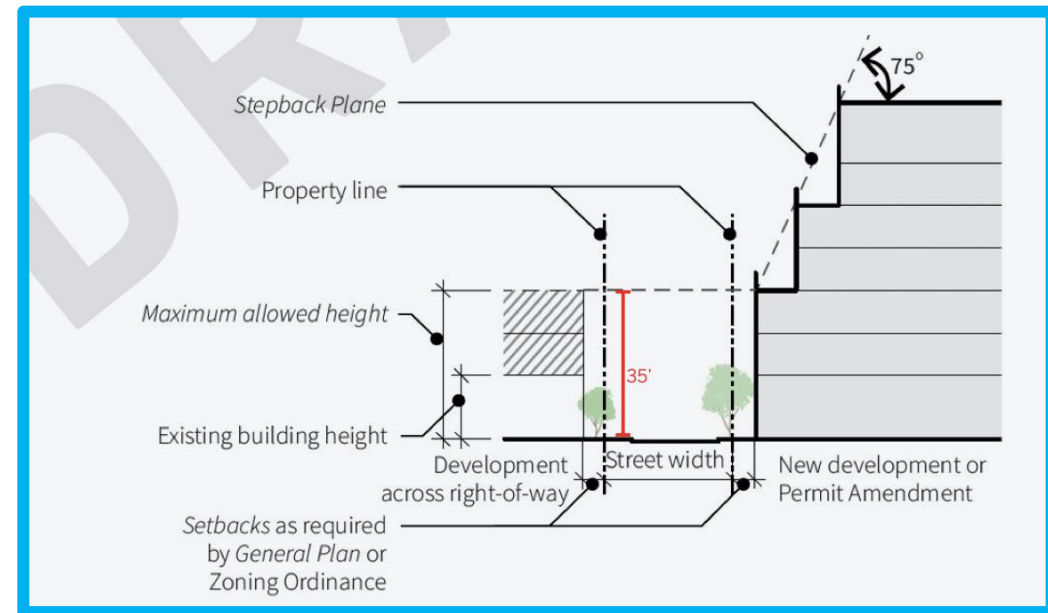 DRA
75°
Stepback Plane
Property line
Maximum allowed height
35'
Existing building height
Development
across right-of-way
Street width
New development or
Permit Amendment
Setbacks as required
by General Plan or
Zoning Ordinance